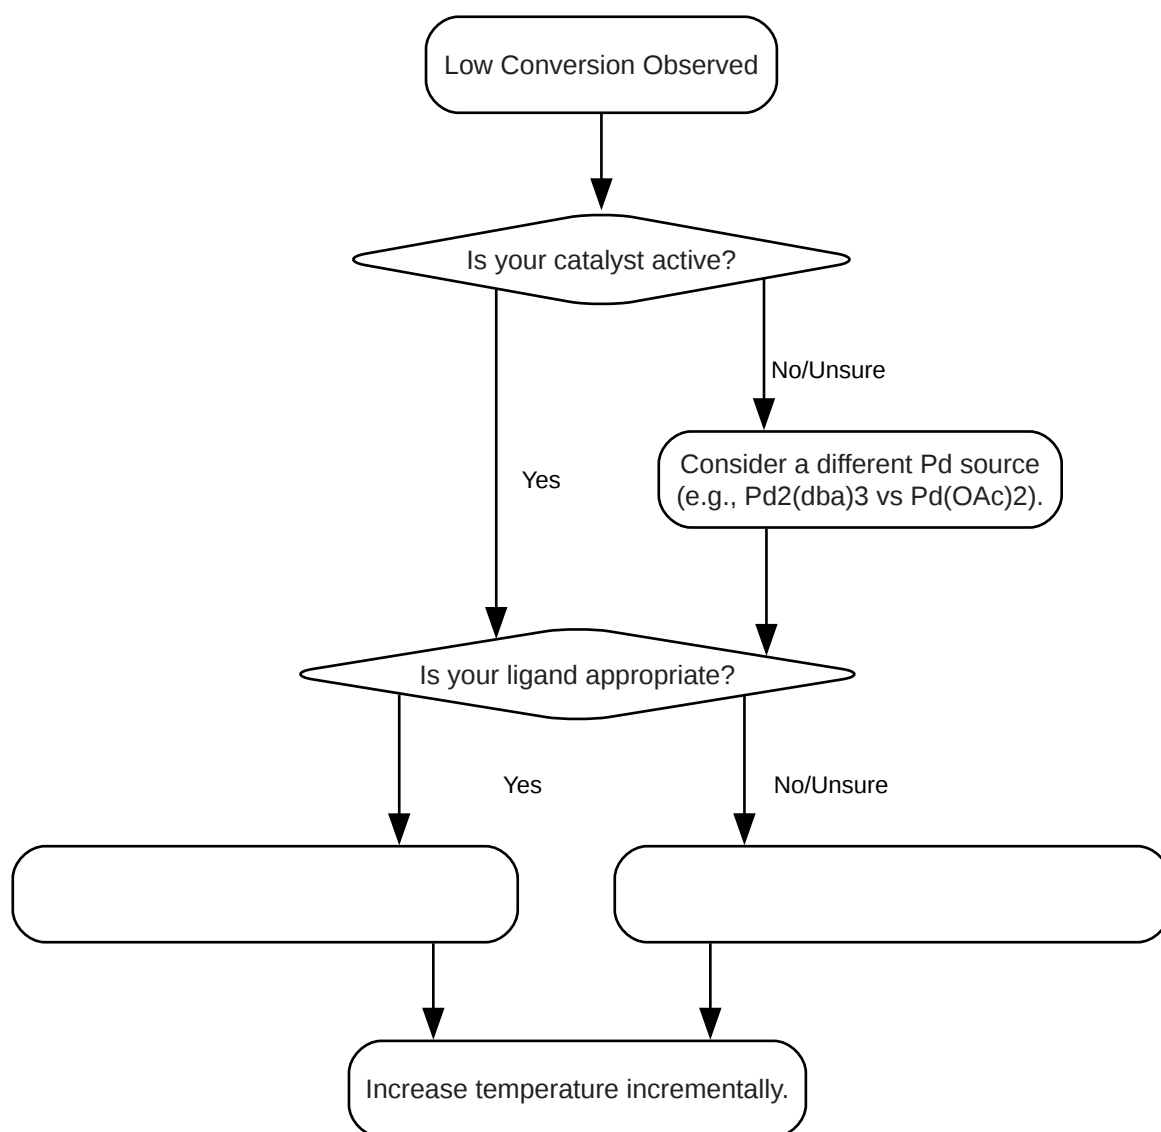 Low Conversion Observed
Is your catalyst active?
No/Unsure
Consider a different Pd source
(e.g., Pd2(dba)3 vs Pd(OAc)2).
Yes
Is your ligand appropriate?
Yes
No/Unsure
Increase temperature incrementally.